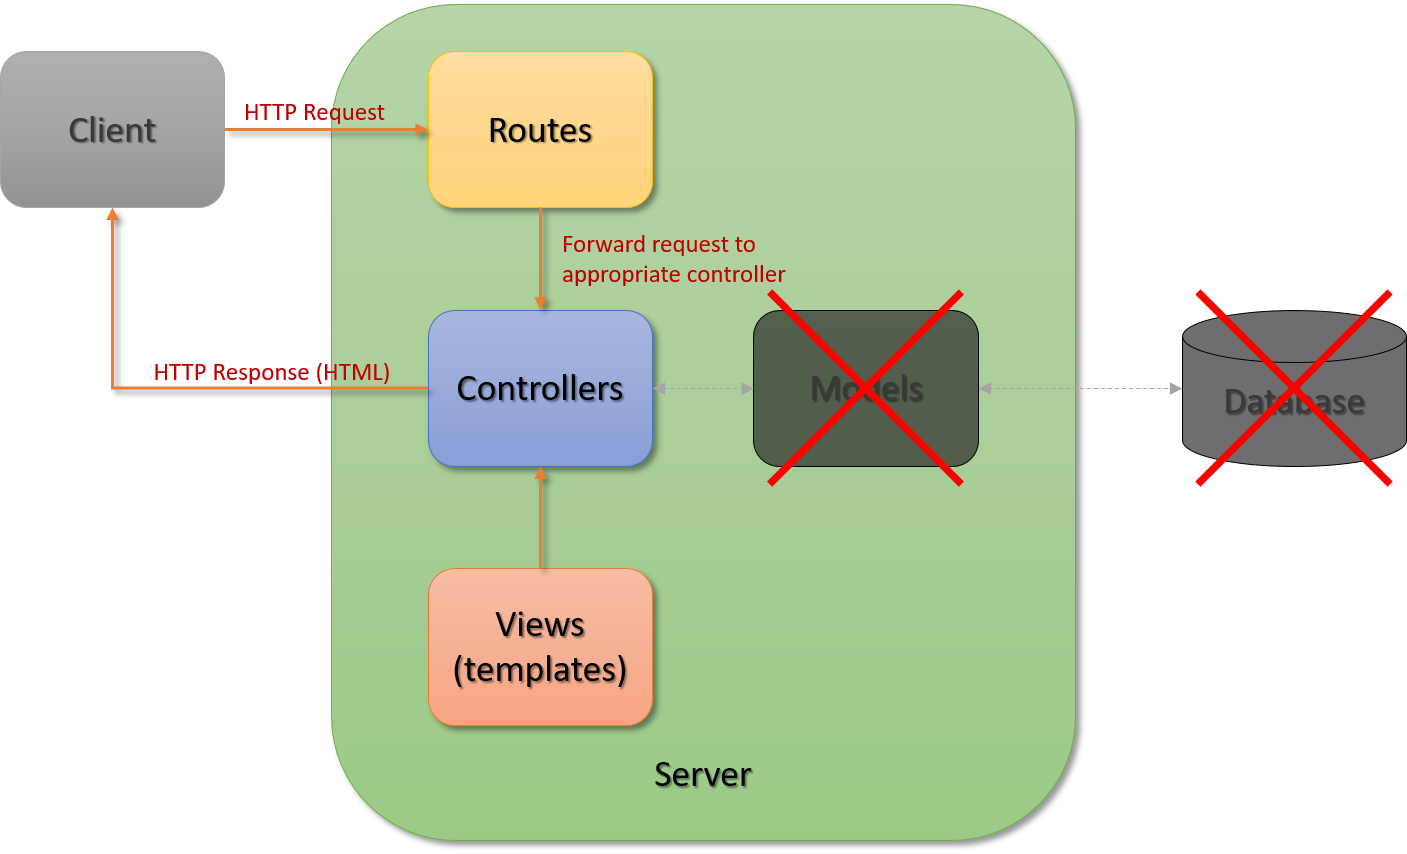 Client
HTTP Request
Routes
Forward request to
appropriate controller
HTTP Response (HTML)
Controllers
Models
Database
Views
(templates)
Server